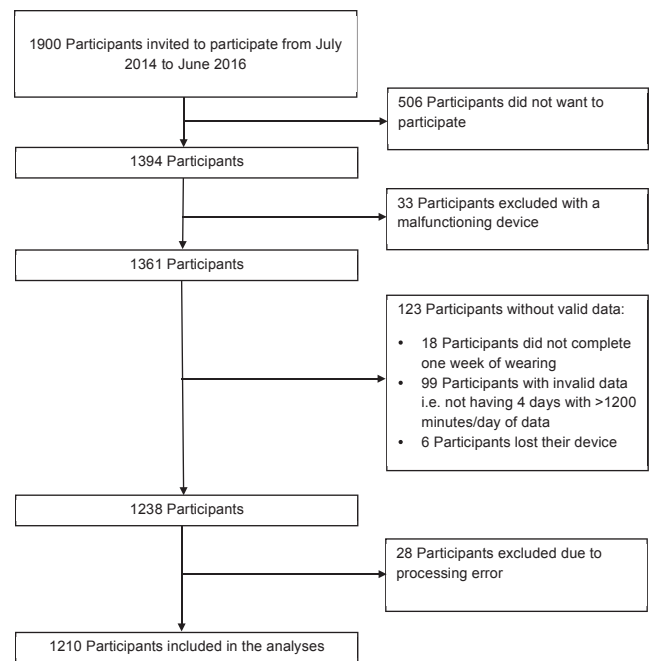 1900 Participants invited to participate from July
2014 to June 2016
506 Participants did not want to
participate
1394 Participants
33 Participants excluded with a
malfunctioning device
1361 Participants
123 Participants without valid data:
• 18 Participants did not complete
one week of wearing
• 99 Participants with invalid data
i.e. not having 4 days with >1200
minutes/day of data
• 6 Participants lost their device
1238 Participants
28 Participants excluded due to
processing error
1210 Participants included in the analyses